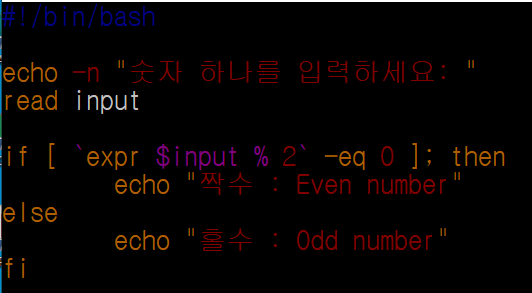 #!/bin/bash
echo -n "숫자 하나를 입력하세요: "
read input
if [ `expr $input % 2` -eq 0 ]; then
echo "짝수 : Even number"
else
echo "홀수 : Odd number"
fi